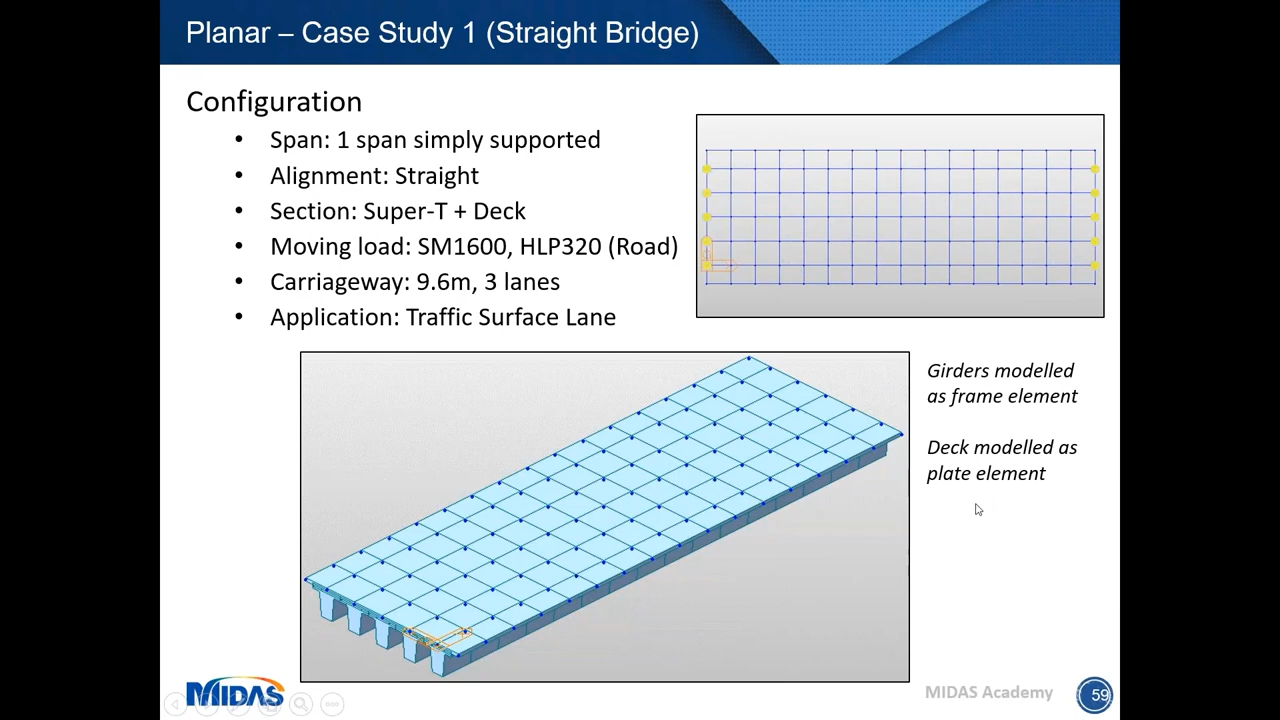 Planar – Case Study 1 (Straight Bridge)
Configuration
• Span: 1 span simply supported
• Alignment: Straight
• Section: Super-T + Deck
• Moving load: SM1600, HLP320 (Road)
• Carriageway: 9.6m, 3 lanes
• Application: Traffic Surface Lane
Girders modelled
as frame element
Deck modelled as
plate element
MIDAS
MIDAS Academy
59